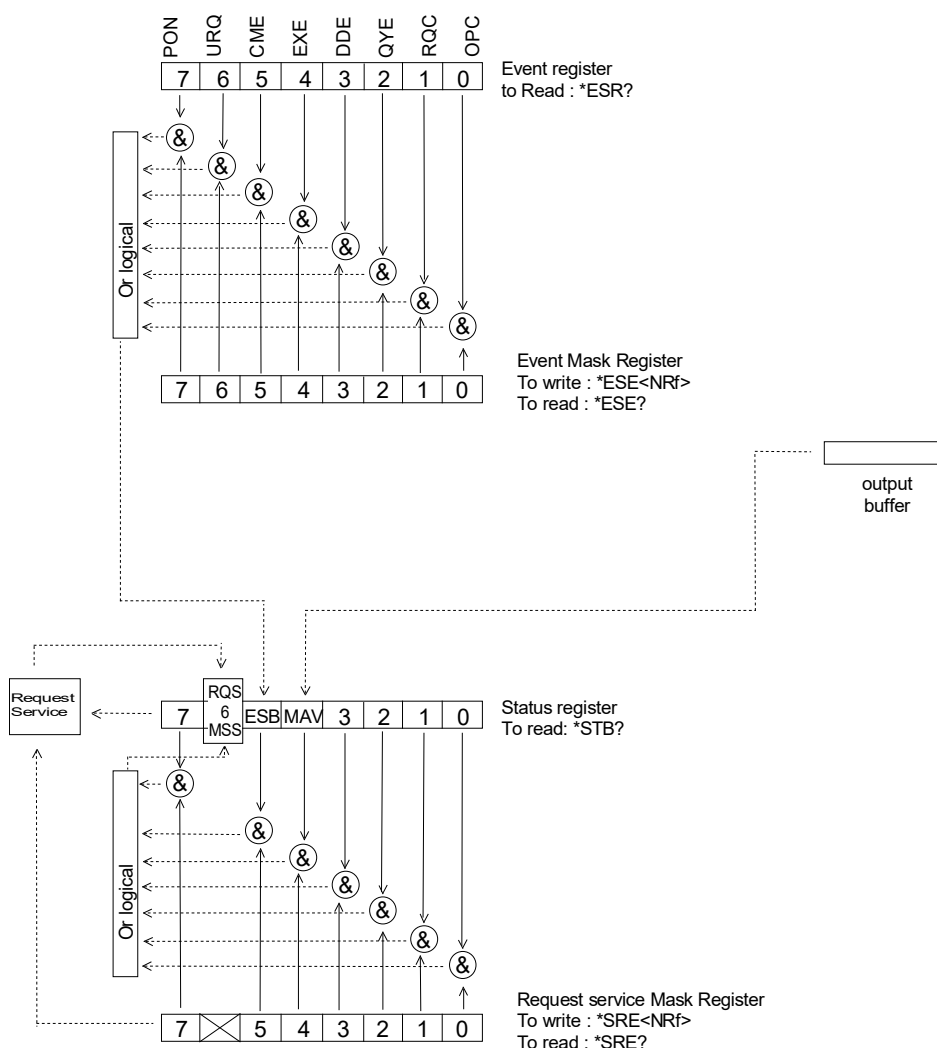 PON URQ CME EXE DDE QYE RQC OPC
7 6 5 4 3 2 1 0
Event register
to Read : *ESR?
&
&
&
&
&
&
&
&
Or logical
Event Mask Register
To write : *ESE<NRf>
To read : *ESE?
7 6 5 4 3 2 1 0
output
buffer
Request
Service
7
RQS
6
MSS
ESB MAV 3 2 1 0
Status register
To read: *STB?
&
&
&
&
&
&
&
Or logical
Request service Mask Register
To write : *SRE<NRf>
To read : *SRE?
7 5 4 3 2 1 0